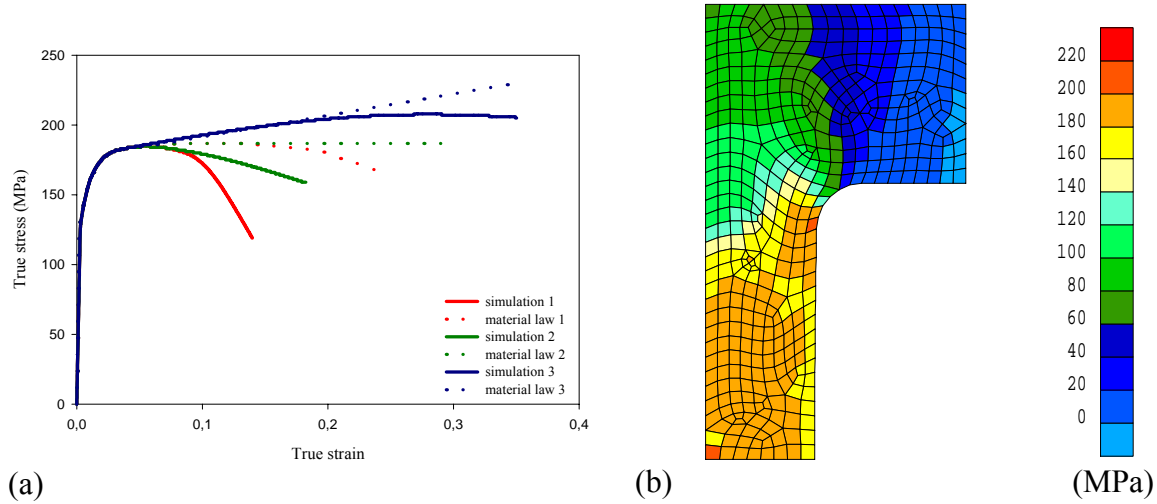 250
200
150
100
50
0
True stress (MPa)
0,0
0,1
0,2
0,3
0,4
True strain
simulation 1
material law 1
simulation 2
material law 2
simulation 3
material law 3
(a)
220
200
180
160
140
120
100
80
60
40
20
0
(b)
(MPa)